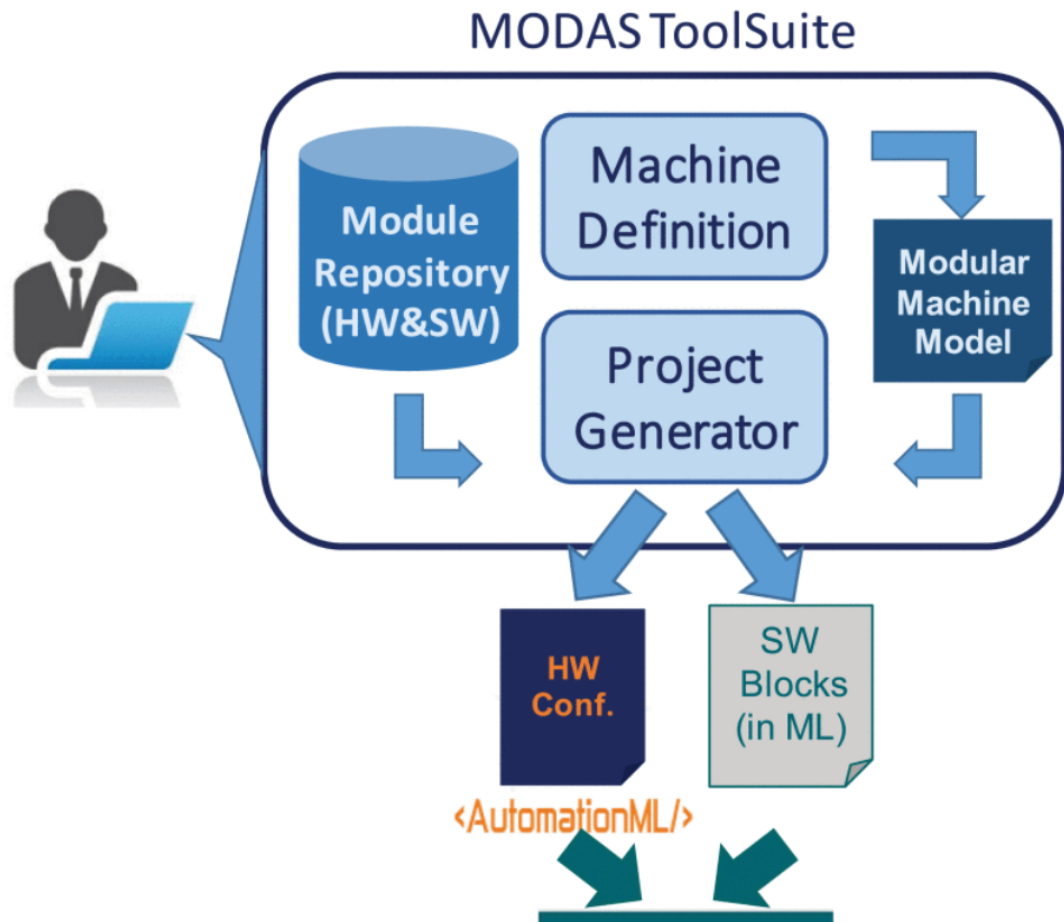 MODAS ToolSuite
Module
Repository
(HW&SW)
Machine
Definition
Modular
Machine
Model
Project
Generator
HW
Conf.
SW
Blocks
(in ML)
<AutomationML/>